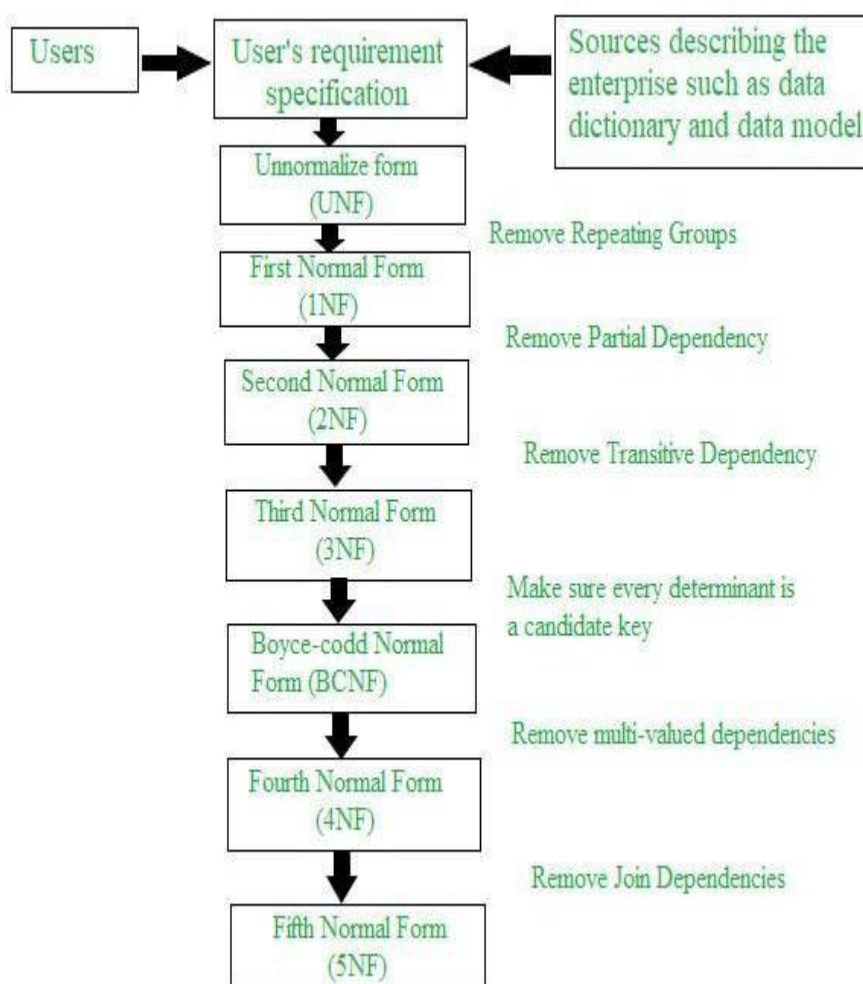 Users
User's requirement
specification
Sources describing the
enterprise such as data
dictionary and data model
Unnormalize form
(UNF)
Remove Repeating Groups
First Normal Form
(1NF)
Remove Partial Dependency
Second Normal Form
(2NF)
Remove Transitive Dependency
Third Normal Form
(3NF)
Make sure every determinant is
a candidate key
Boyce-codd Normal
Form (BCNF)
Remove multi-valued dependencies
Fourth Normal Form
(4NF)
Remove Join Dependencies
Fifth Normal Form
(5NF)